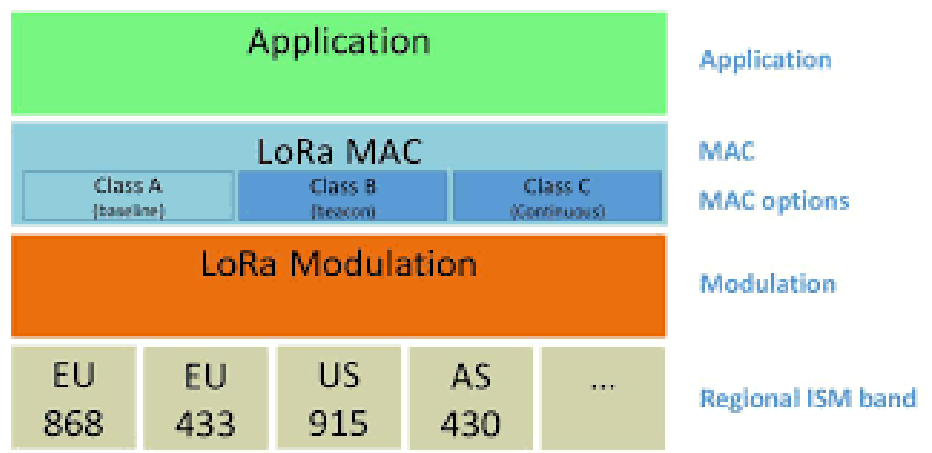 Application
Application
LoRa MAC
MAC
Class A
(baseline)
Class B
(beacon)
Class C
(Continuous)
MAC options
LoRa Modulation
Modulation
EU
868
EU
433
US
915
AS
430
...
Regional ISM band